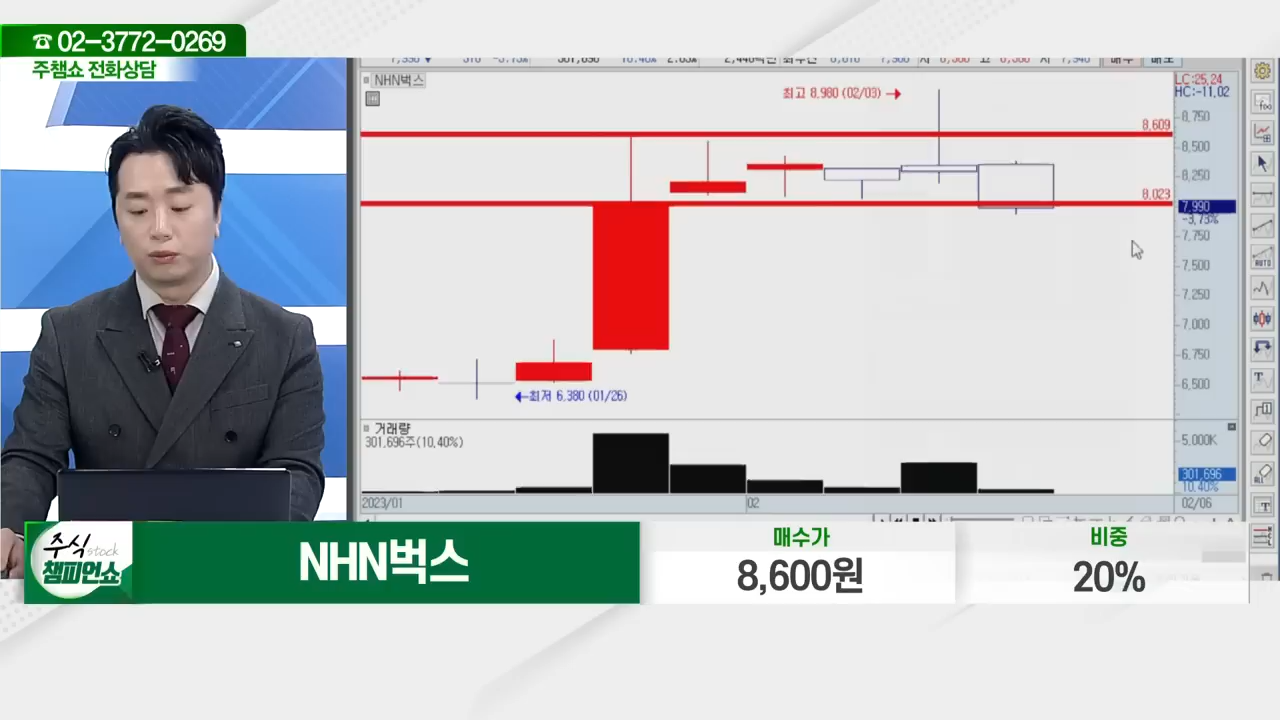 ☎ 02-3772-0269
주챔쇼 전화상담
NHN벅스
LC:25,24
HC:-11,02
최고 8,980 (02/03) →
8,750
8,609
8,500
8,250
8,023
7,990
-3,73%
7,750
7,500
7,250
7,000
6,750
6,500
←최저 6,380 (01/26)
거래량
301,696주(10,40%)
5,000K
301,696
10,40%
2023/01
02
02/06
주식 stock
챔피언쇼
NHN벅스
매수가
8,600원
비중
20%